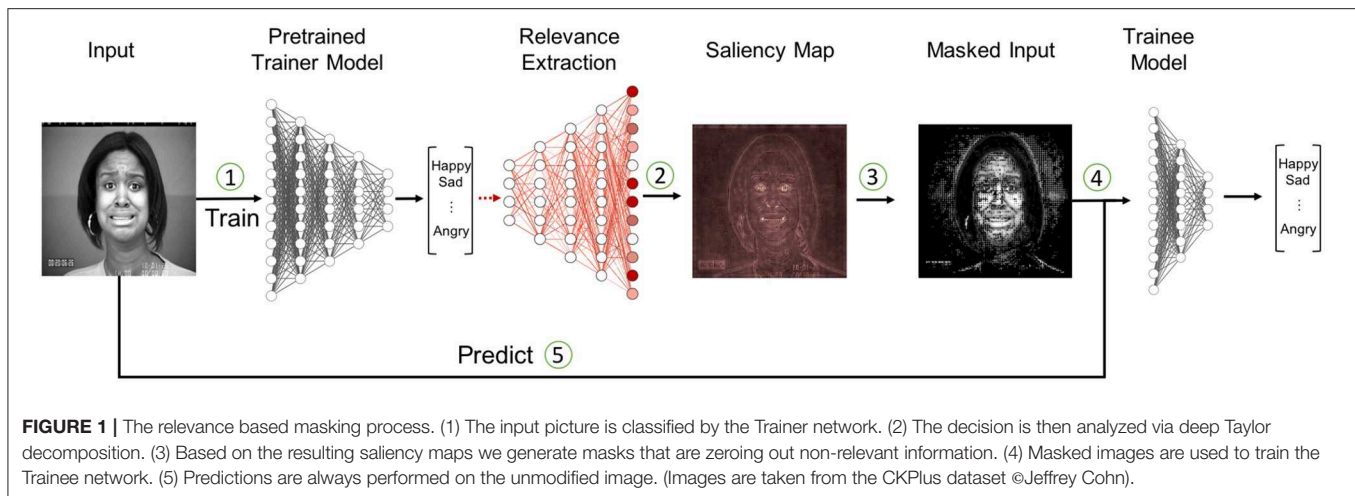 Input
Pretrained
Trainer Model
Relevance
Extraction
Saliency Map
Masked Input
Trainee
Model
1
Train
Happy
Sad
⋮
Angry
2
3
4
Happy
Sad
⋮
Angry
Predict 5
FIGURE 1 | The relevance based masking process. (1) The input picture is classified by the Trainer network. (2) The decision is then analyzed via deep Taylor
decomposition. (3) Based on the resulting saliency maps we generate masks that are zeroing out non-relevant information. (4) Masked images are used to train the
Trainee network. (5) Predictions are always performed on the unmodified image. (Images are taken from the CKPlus dataset ©Jeffrey Cohn).